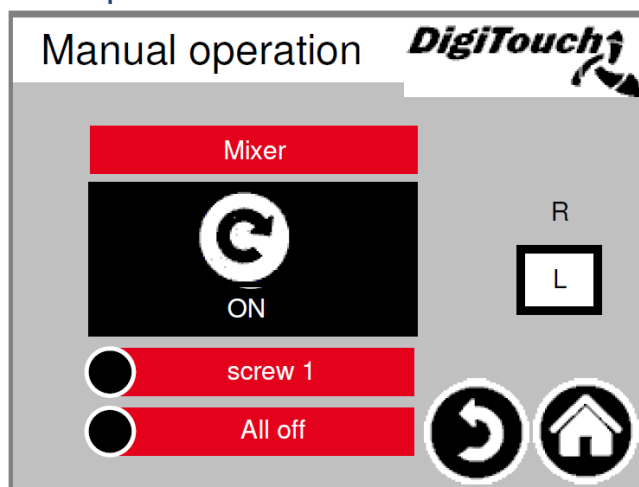 Manual operation
DigiTouch
Mixer
ON
R
L
screw 1
All off